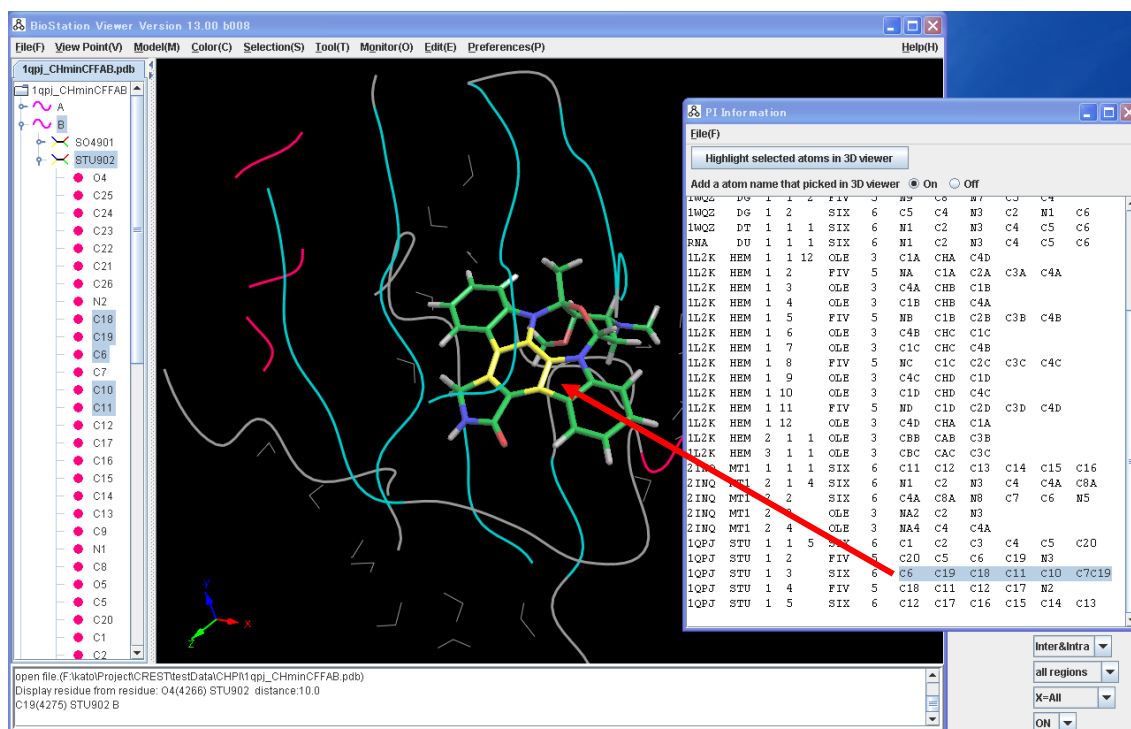 BioStation Viewer Version 13.00 b008
File(F) View Point(V) Model(M) Color(C) Selection(S) Tool(T) Monitor(O) Edit(E) Preferences(P) Help(H)
1qpj_CHminCFFAB.pdb
1qpj_CHminCFFAB
A
B
SO4901
STU902
O4
C25
C24
C23
C22
C21
C26
N2
C18
C19
C6
C7
C10
C11
C12
C17
C16
C15
C14
C13
C9
N1
C8
O5
C5
C20
C1
C2
Y
X
Z
PI Information
File(F)
Highlight selected atoms in 3D viewer
Add a atom name that picked in 3D viewer On Off
1WQZ DG 1 1 2 FIV 5 N9 C8 N7 C5 C4
1WQZ DG 1 2 SIX 6 C5 C4 N3 C2 N1 C6
1WQZ DT 1 1 1 SIX 6 N1 C2 N3 C4 C5 C6
RNA DU 1 1 1 SIX 6 N1 C2 N3 C4 C5 C6
1L2K HEM 1 1 12 OLE 3 C1A CHA C4D
1L2K HEM 1 2 FIV 5 NA C1A C2A C3A C4A
1L2K HEM 1 3 OLE 3 C4A CHB C1B
1L2K HEM 1 4 OLE 3 C1B CHB C4A
1L2K HEM 1 5 FIV 5 NB C1B C2B C3B C4B
1L2K HEM 1 6 OLE 3 C4B CHC C1C
1L2K HEM 1 7 OLE 3 C1C CHC C4B
1L2K HEM 1 8 FIV 5 NC C1C C2C C3C C4C
1L2K HEM 1 9 OLE 3 C4C CHD C1D
1L2K HEM 1 10 OLE 3 C1D CHD C4C
1L2K HEM 1 11 FIV 5 ND C1D C2D C3D C4D
1L2K HEM 1 12 OLE 3 C4D CHA C1A
1L2K HEM 2 1 1 OLE 3 CBB CAB C3B
1L2K HEM 3 1 1 OLE 3 CBC CAC C3C
2INQ MT1 1 1 1 SIX 6 C11 C12 C13 C14 C15 C16
2INQ MT1 2 1 4 SIX 6 N1 C2 N3 C4 C4A C8A
2INQ MT1 2 2 SIX 6 C4A C8A N8 C7 C6 N5
2INQ MT1 2 OLE 3 NA2 C2 N3
2INQ MT1 2 4 OLE 3 NA4 C4 C4A
1QPJ STU 1 1 5 SIX 6 C1 C2 C3 C4 C5 C20
1QPJ STU 1 2 FIV 5 C20 C5 C6 C19 N3
1QPJ STU 1 3 SIX 6 C6 C19 C18 C11 C10 C7C19
1QPJ STU 1 4 FIV 5 C18 C11 C12 C17 N2
1QPJ STU 1 5 SIX 6 C12 C17 C16 C15 C14 C13
Inter&Intra
all regions
X=All
ON
open file.(F:\kato\Project\CREST\testData\CHPI\1qpj_CHminCFFAB.pdb)
Display residue from residue: O4(4266) STU902 distance:10.0
C19(4275) STU902 B